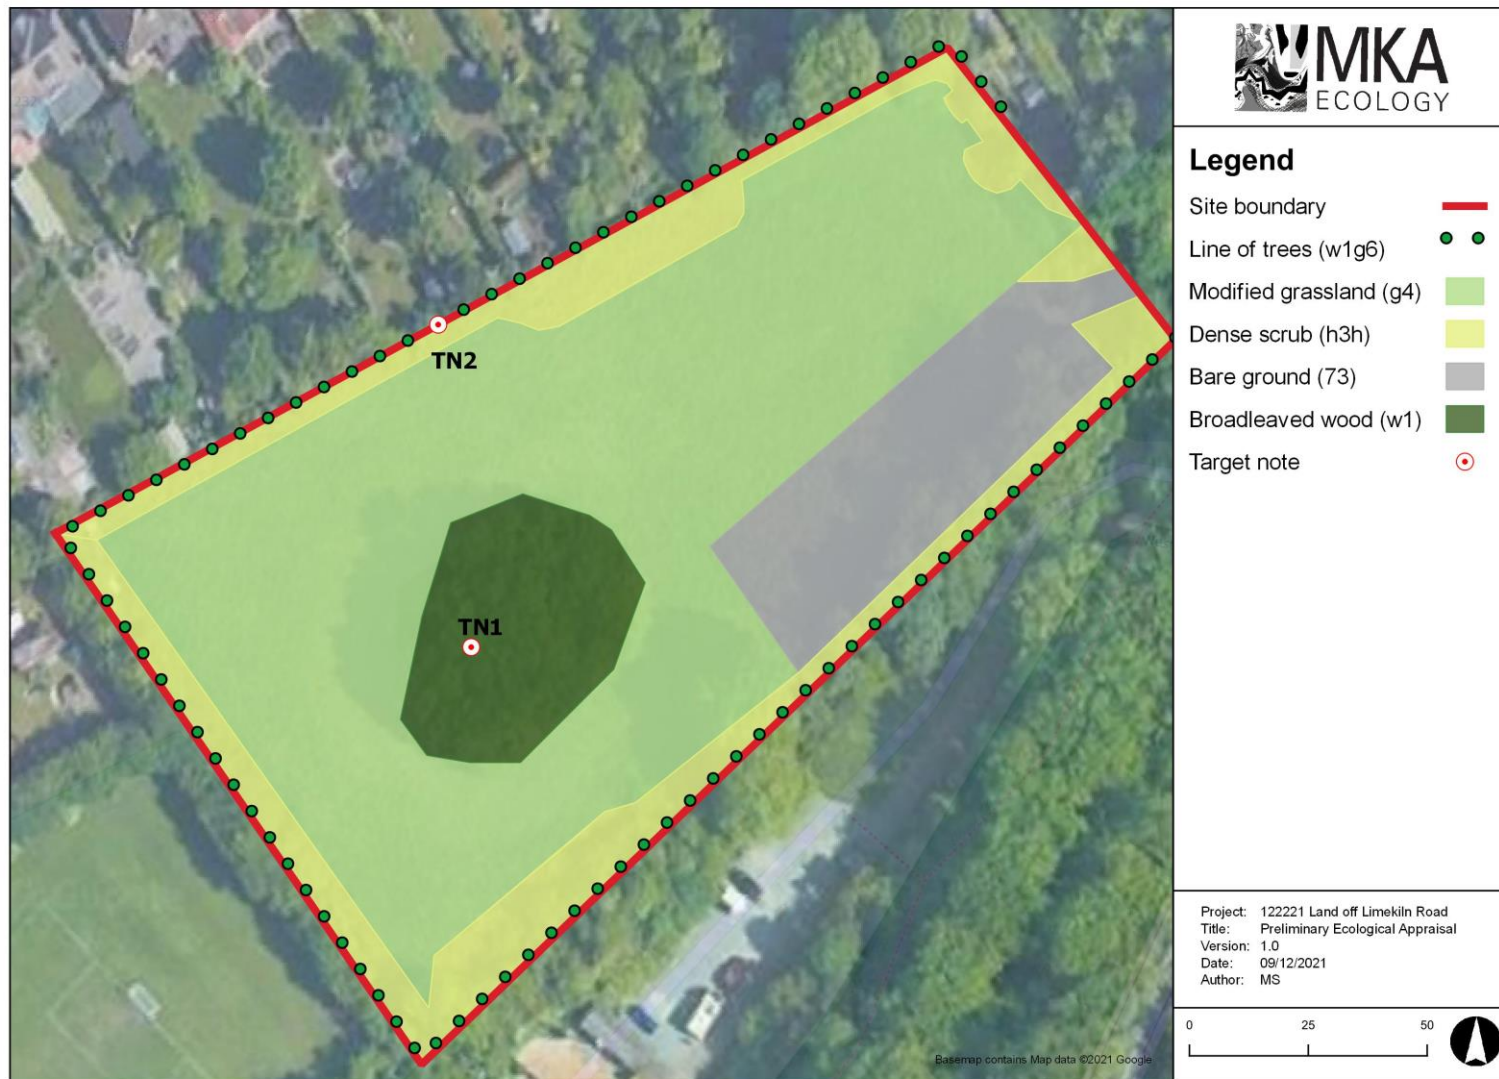 MKA
ECOLOGY
Legend
Site boundary
Line of trees (w1g6)
Modified grassland (g4)
Dense scrub (h3h)
Bare ground (73)
Broadleaved wood (w1)
Target note
TN2
TN1
Project: 122221 Land off Limekiln Road
Title: Preliminary Ecological Appraisal
Version: 1.0
Date: 09/12/2021
Author: MS
0 25 50
Basemap contains Map data ©2021 Google